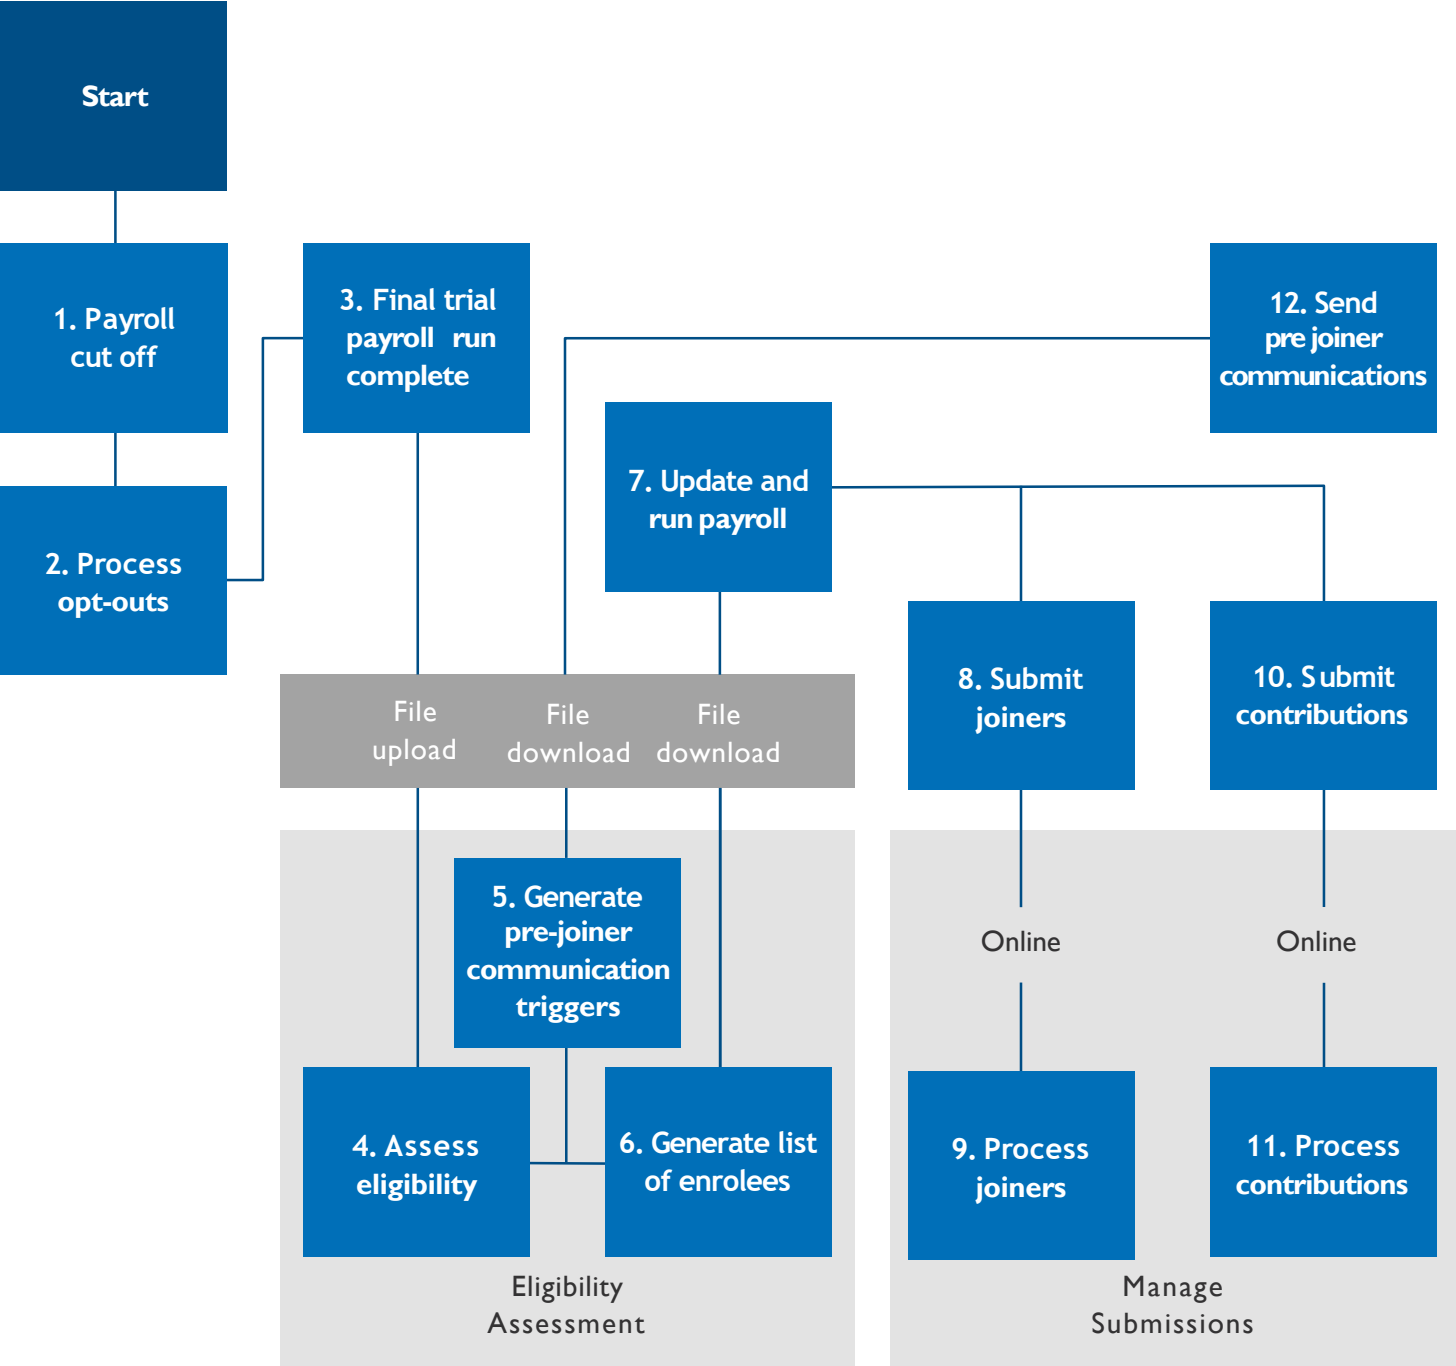 Start
1. Payroll
cut off
2. Process
opt-outs
3. Final trial
payroll run
complete
12. Send
pre joiner
communications
7. Update and
run payroll
8. Submit
joiners
10. Submit
contributions
File
upload
File
download
File
download
5. Generate
pre-joiner
communication
triggers
Online
Online
4. Assess
eligibility
6. Generate list
of enrolees
9. Process
joiners
11. Process
contributions
Eligibility
Assessment
Manage
Submissions